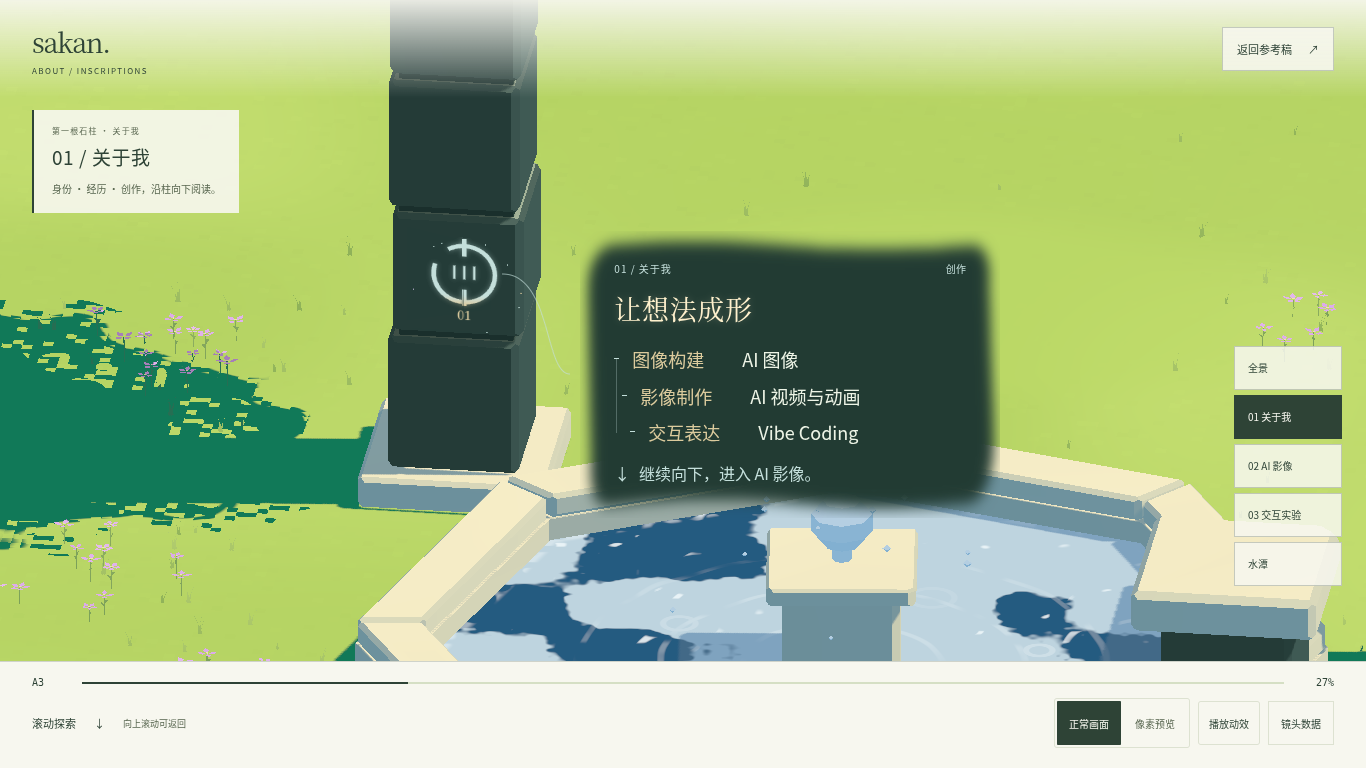 sakan.
ABOUT / INSCRIPTIONS
返回参考稿 ↗
第一根石柱 · 关于我
01 / 关于我
身份 · 经历 · 创作，沿柱向下阅读。
01
01 / 关于我 创作
让想法成形
图像构建 AI 图像
影像制作 AI 视频与动画
交互表达 Vibe Coding
↓ 继续向下，进入 AI 影像。
全景
01 关于我
02 AI 影像
03 交互实验
水潭
A3 27%
滚动探索 ↓ 向上滚动可返回
正常画面 像素预览 播放动效 镜头数据